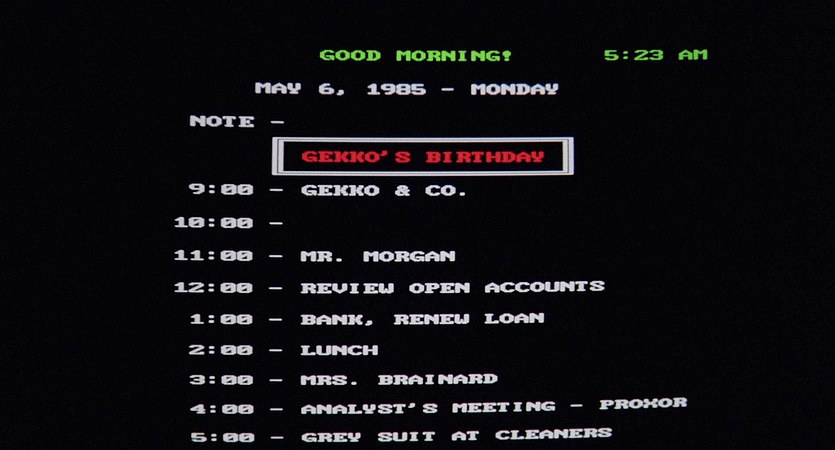 GOOD MORNING! 5:23 AM
MAY 6, 1985 - MONDAY
NOTE -
GEKKO'S BIRTHDAY
9:00 - GEKKO & CO.
10:00 -
11:00 - MR. MORGAN
12:00 - REVIEW OPEN ACCOUNTS
1:00 - BANK, RENEW LOAN
2:00 - LUNCH
3:00 - MRS. BRAINARD
4:00 - ANALYST'S MEETING - PROXOR
5:00 - GREY SUIT AT CLEANERS